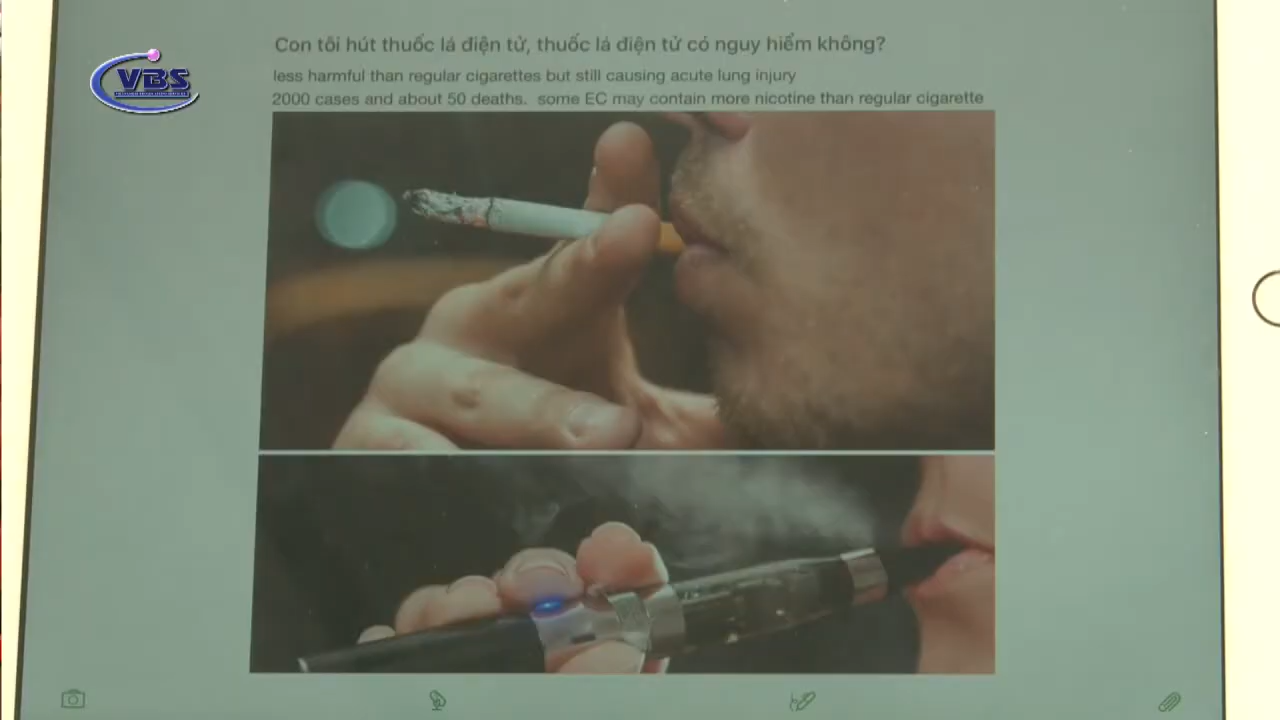 Con tôi hút thuốc lá điện tử, thuốc lá điện tử có nguy hiểm không?
less harmful than regular cigarettes but still causing acute lung injury
2000 cases and about 50 deaths. some EC may contain more nicotine than regular cigarette
VBS